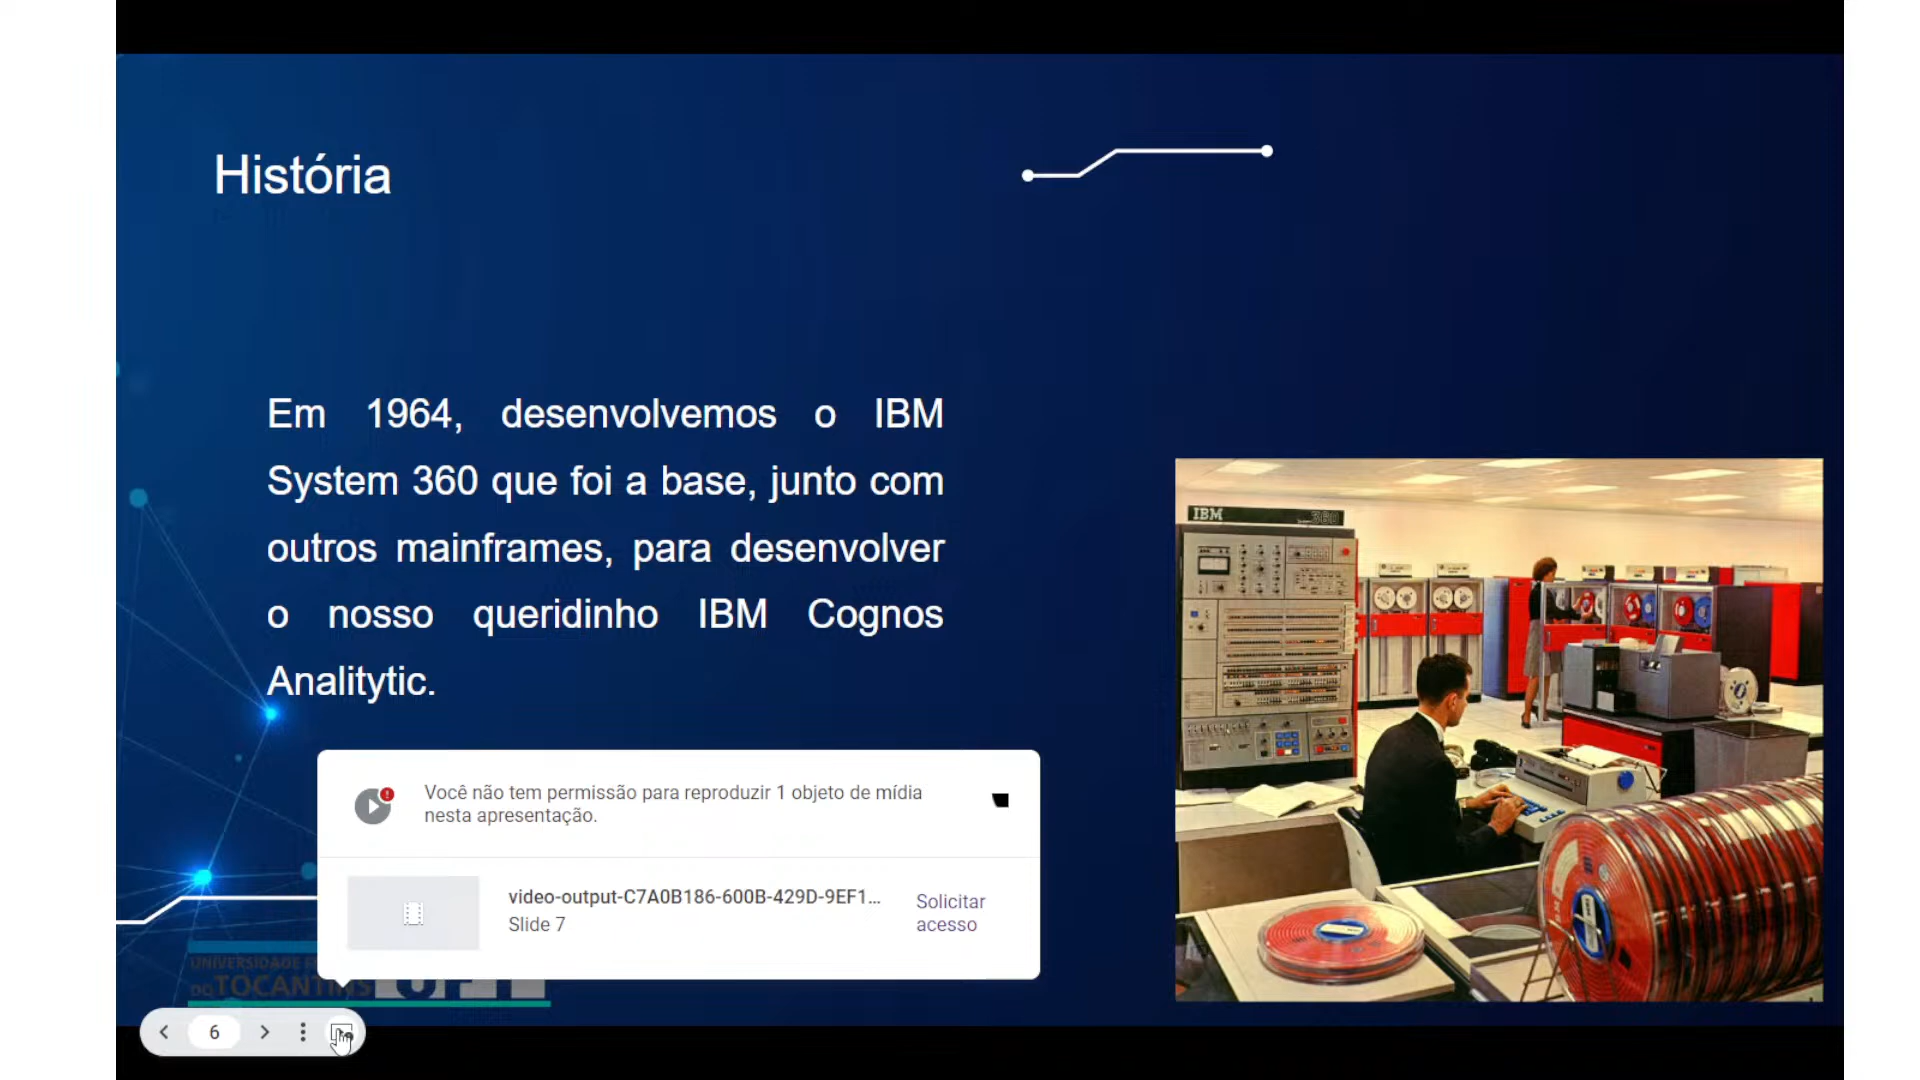 História
Em 1964, desenvolvemos o IBM
System 360 que foi a base, junto com
outros mainframes, para desenvolver
o nosso queridinho IBM Cognos
Analitytic.
IBM
360
Você não tem permissão para reproduzir 1 objeto de mídia
nesta apresentação.
video-output-C7A0B186-600B-429D-9EF1...
Slide 7
Solicitar
acesso
UNIVERSIDADE
DO TOCANTINS
6